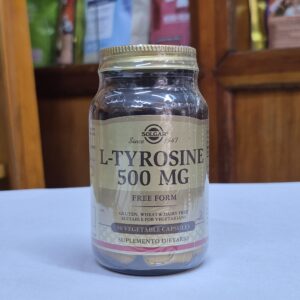 SOLGAR
Since 1947
L-TYROSINE
500 MG
FREE FORM
GLUTEN, WHEAT & DAIRY FREE
SUITABLE FOR VEGETARIANS
50 VEGETABLE CAPSULES
SUPLEMENTO DIETARIO